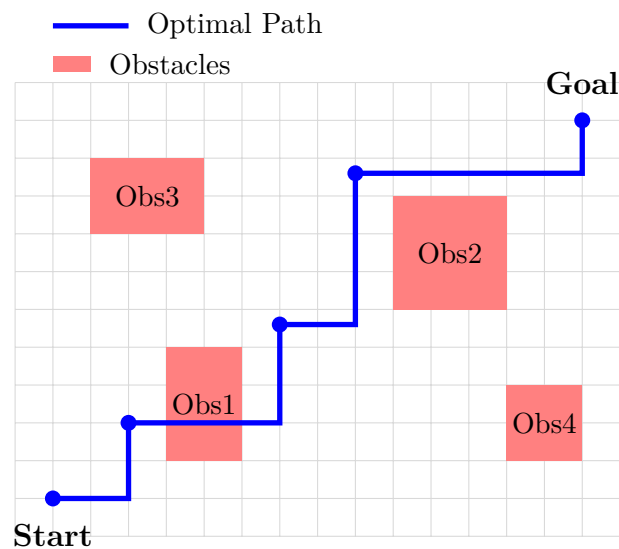 Optimal Path
Obstacles
Goal
Obs3
Obs2
Obs1
Obs4
Start